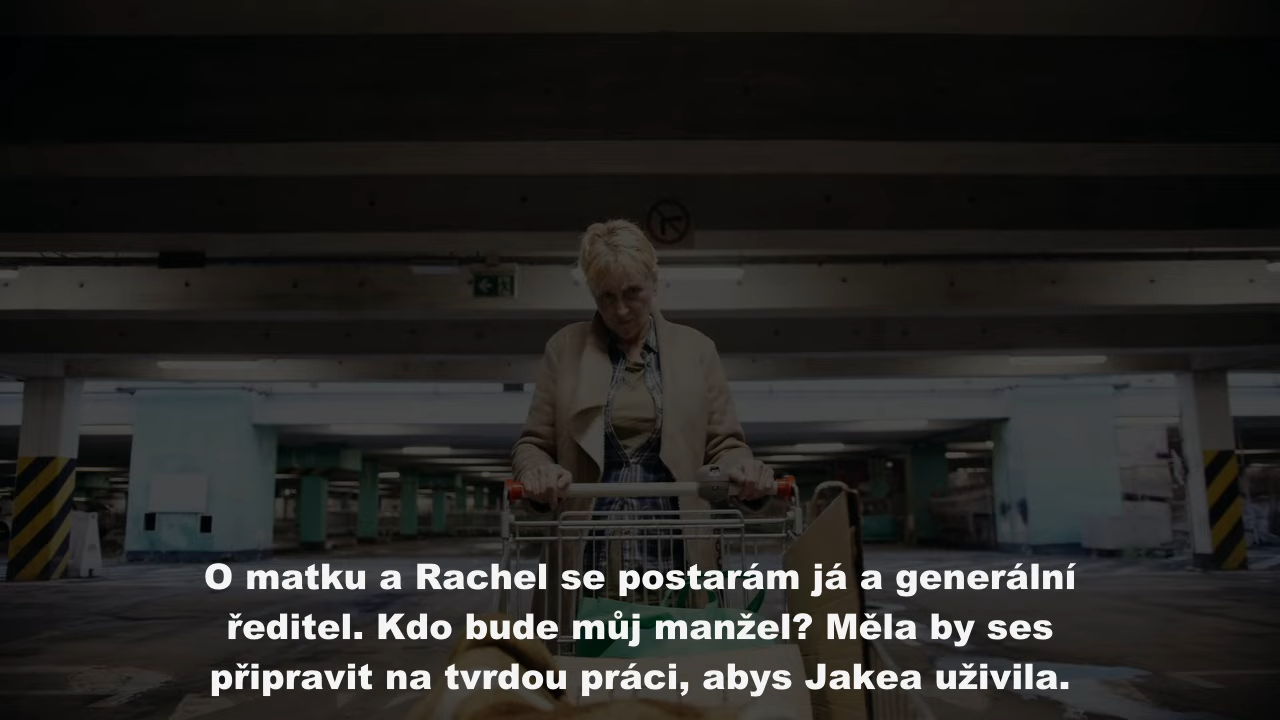 O matku a Rachel se postarám já a generální
ředitel. Kdo bude můj manžel? Měla by ses
připravit na tvrdou práci, abys Jakea uživila.